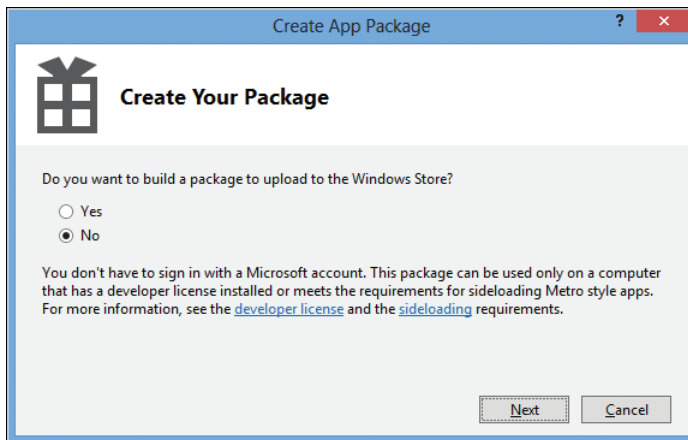 Create App Package
?
Create Your Package
Do you want to build a package to upload to the Windows Store?
Yes
No
You don't have to sign in with a Microsoft account. This package can be used only on a computer
that has a developer license installed or meets the requirements for sideloading Metro style apps.
For more information, see the developer license and the sideloading requirements.
Next
Cancel